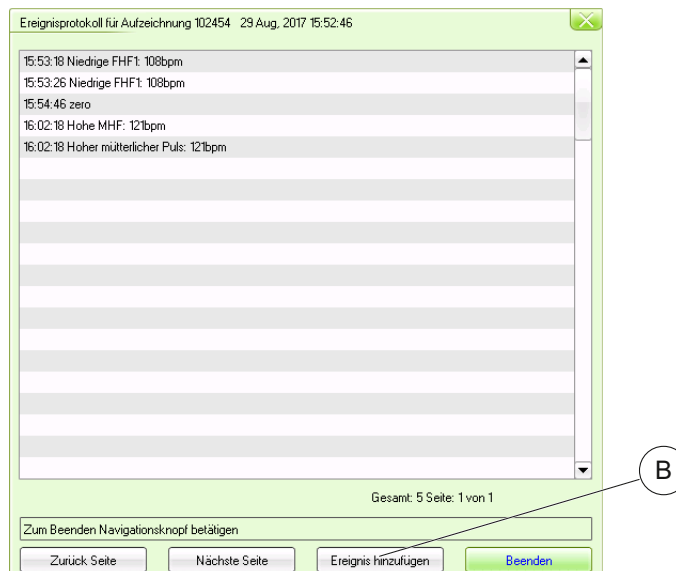 Ereignisprotokoll für Aufzeichnung 102454   29 Aug, 2017 15:52:46
15:53:18 Niedrige FHF1: 108bpm
15:53:26 Niedrige FHF1: 108bpm
15:54:46 zero
16:02:18 Hohe MHF: 121bpm
16:02:18 Hoher mütterlicher Puls: 121bpm
B
Gesamt: 5 Seite: 1 von 1
Zum Beenden Navigationsknopf betätigen
Zurück Seite Nächste Seite Ereignis hinzufügen Beenden